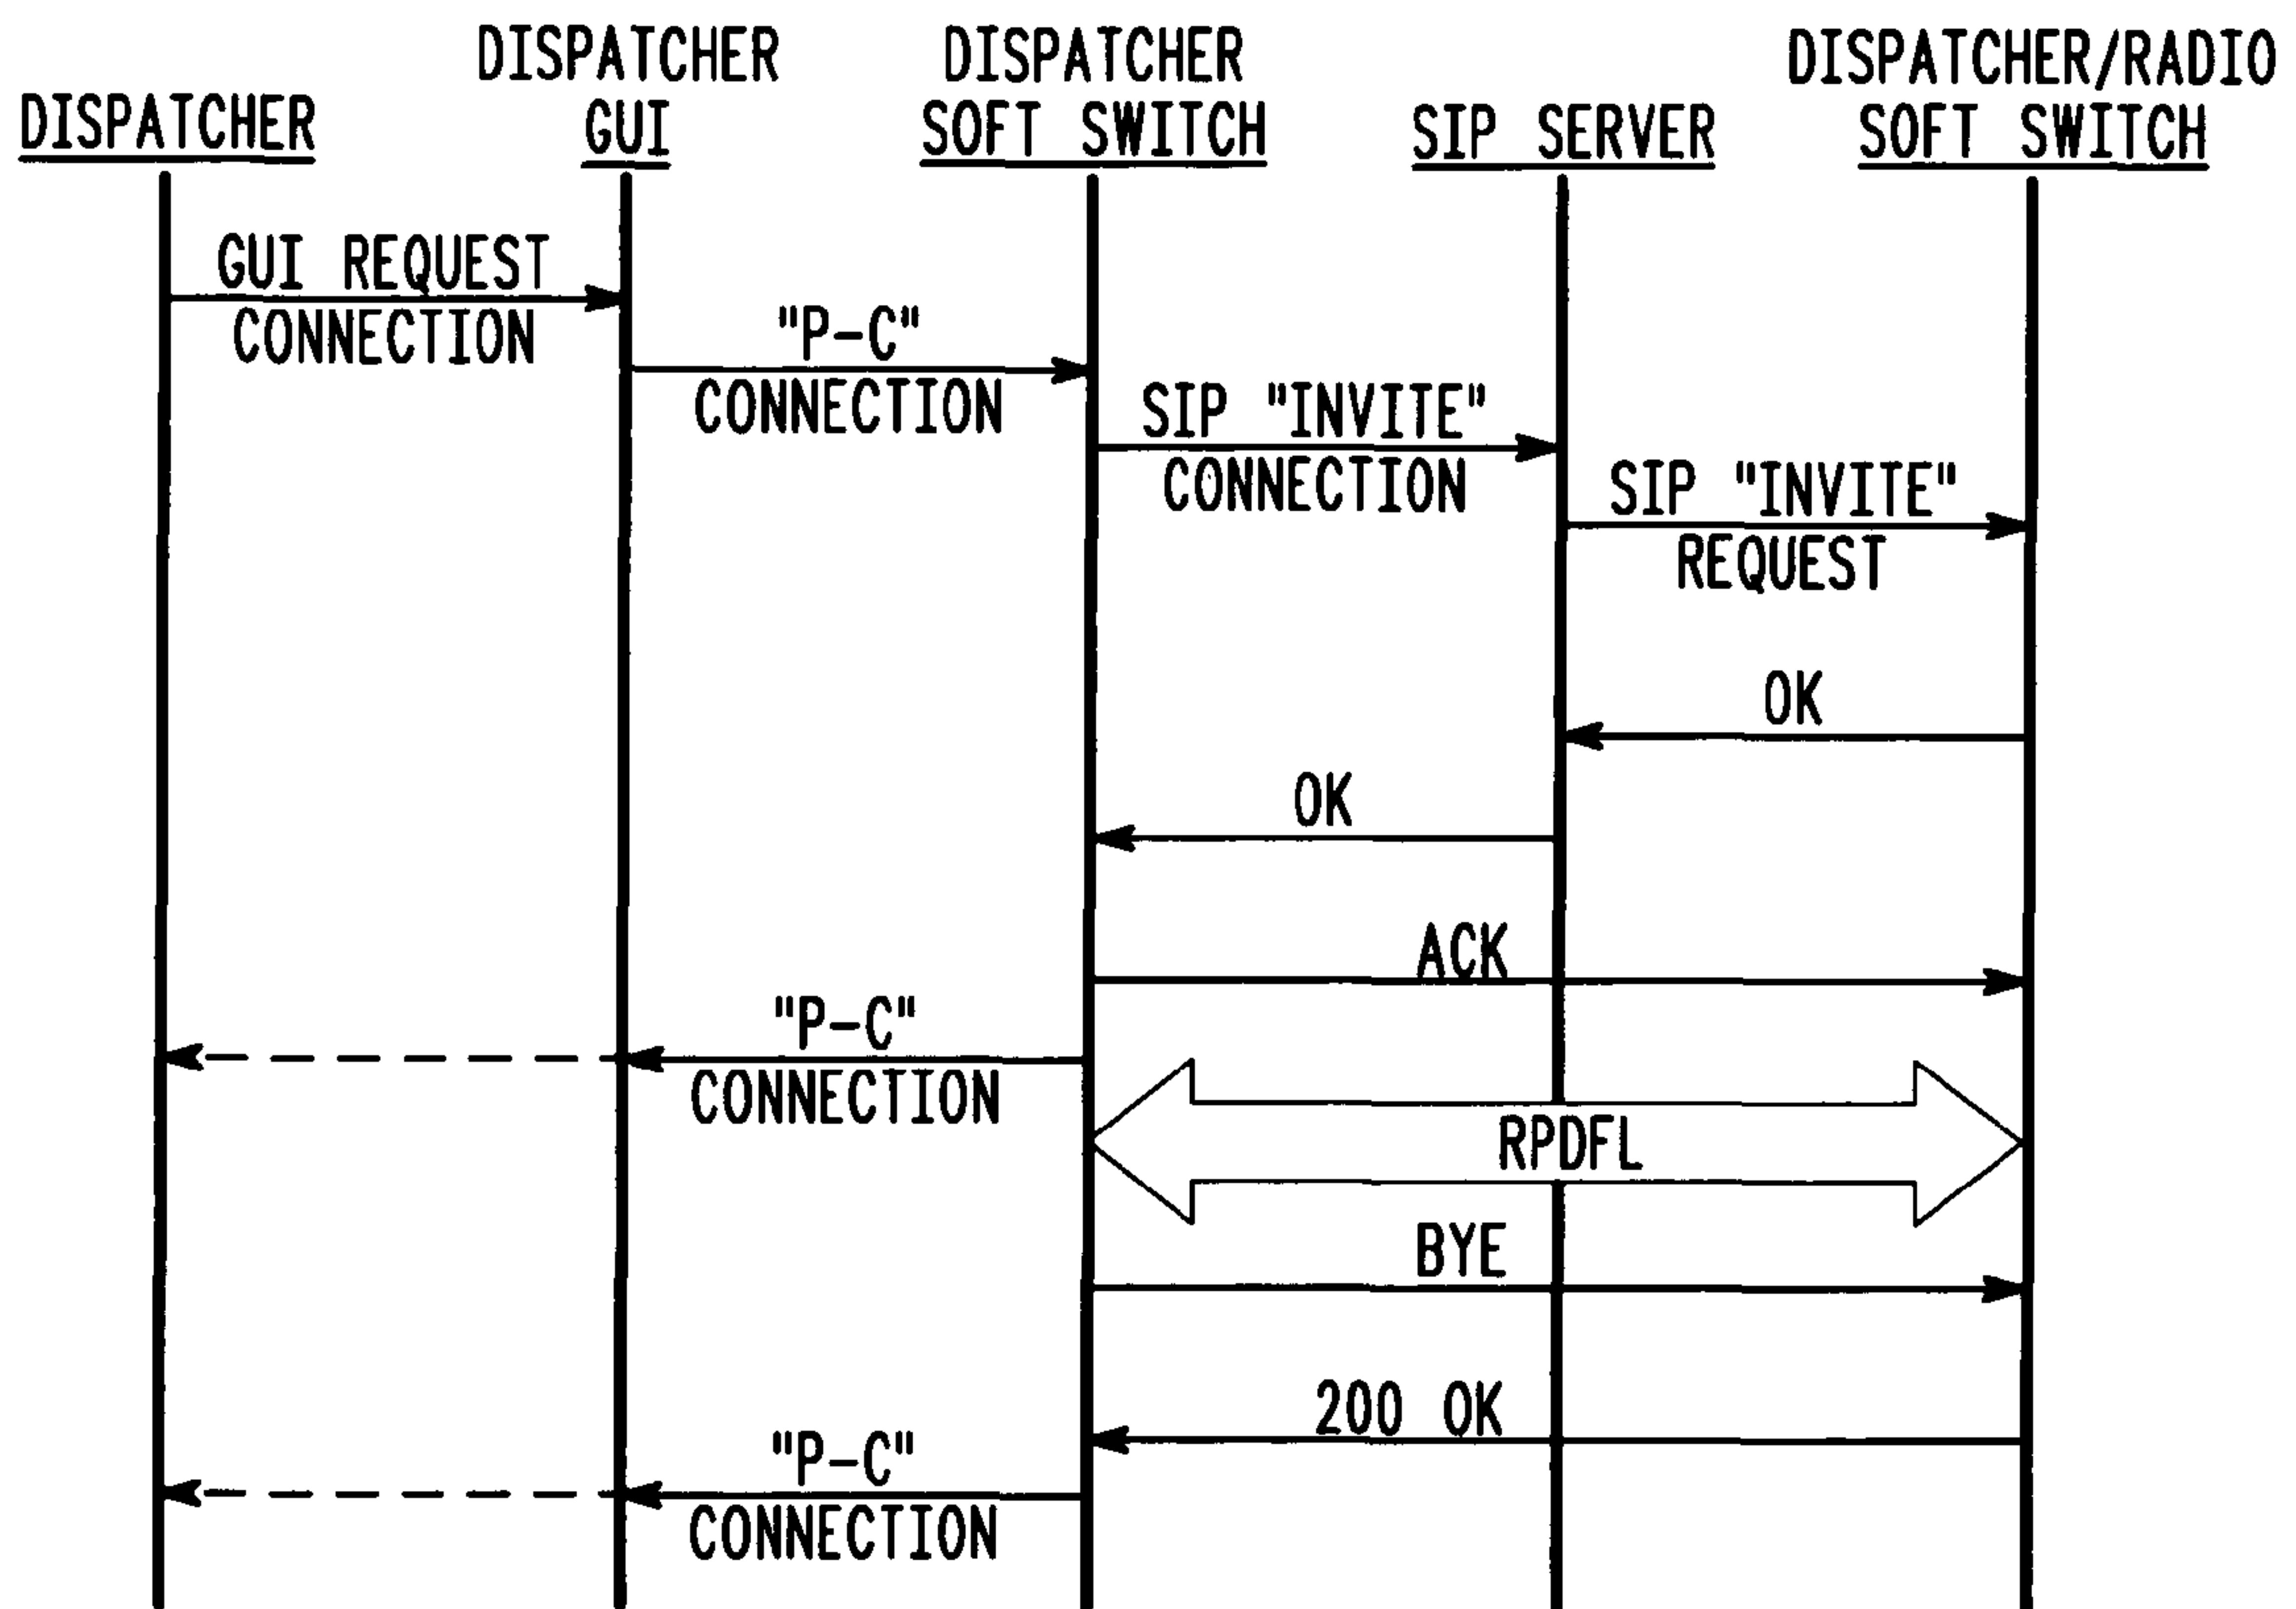 DISPATCHER
DISPATCHER
GUI
DISPATCHER
SOFT SWITCH
SIP SERVER
DISPATCHER/RADIO
SOFT SWITCH
GUI REQUEST
CONNECTION
"P-C"
CONNECTION
SIP "INVITE"
CONNECTION
SIP "INVITE"
REQUEST
OK
OK
ACK
"P-C"
CONNECTION
RPDFL
BYE
200 OK
"P-C"
CONNECTION